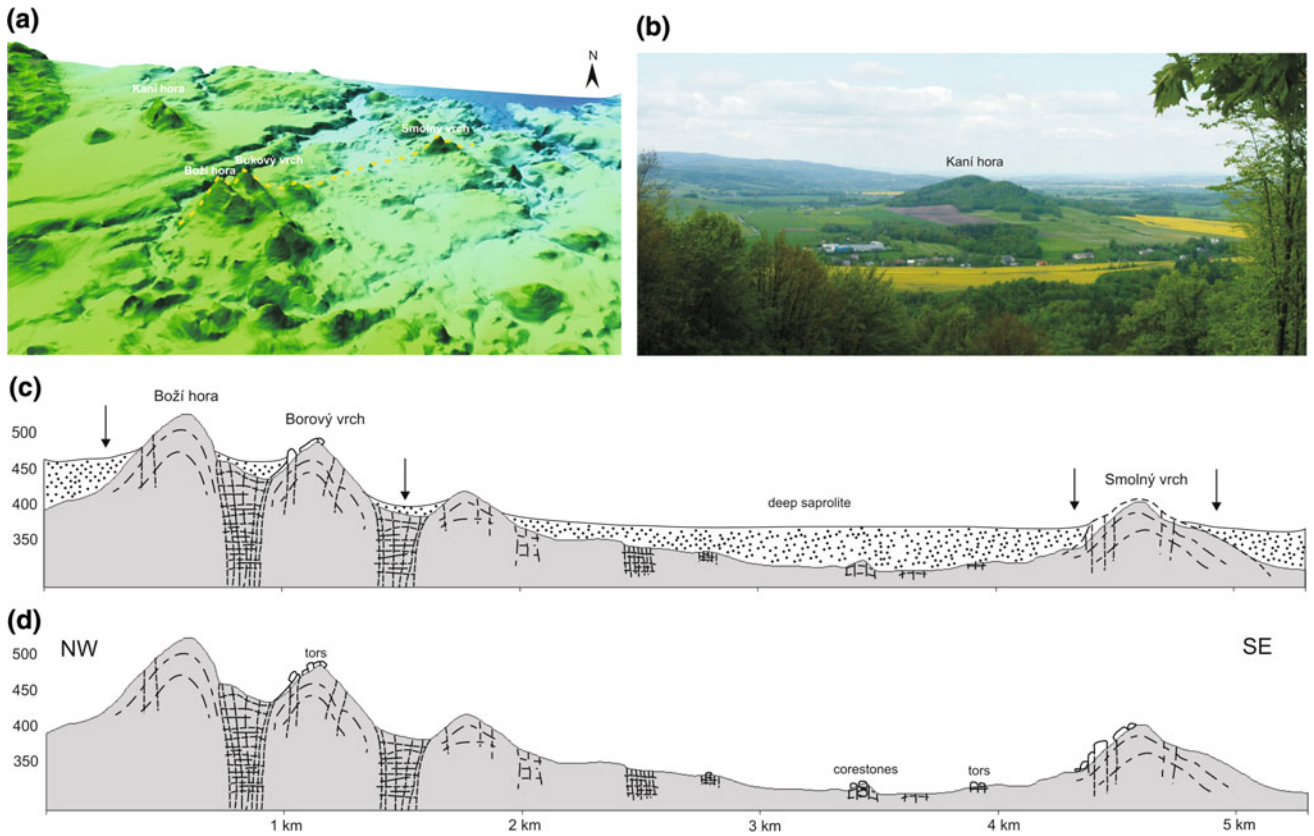 (a)
N
Kaní hora
Smolný vrch
Bukový vrch
Boží hora
(b)
Kaní hora
(c)
Boží hora
Borový vrch
500
450
400
350
deep saprolite
Smolný vrch
(d)
NW
SE
tors
500
450
400
350
corestones
tors
1 km
2 km
3 km
4 km
5 km